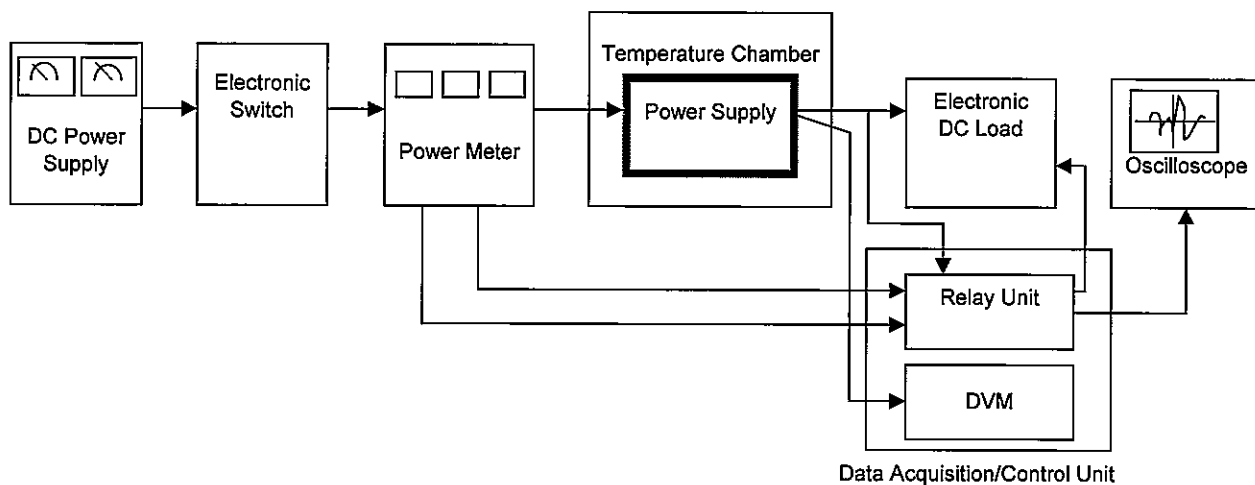 DC Power
Supply
Electronic
Switch
Power Meter
Temperature Chamber
Power Supply
Electronic
DC Load
Oscilloscope
Relay Unit
DVM
Data Acquisition/Control Unit